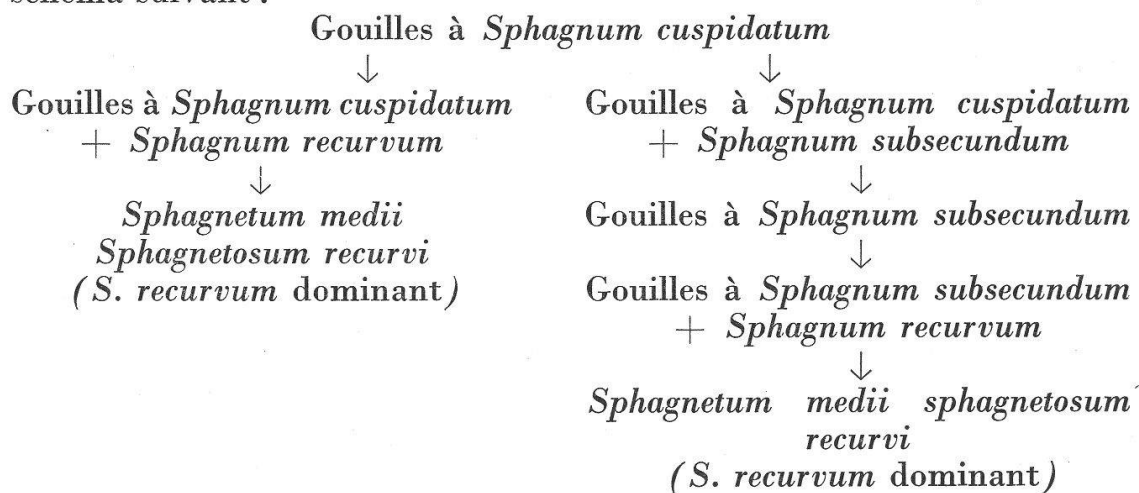 schéma suivant :
Gouilles à Sphagnum cuspidatum
↓ ↓
Gouilles à Sphagnum cuspidatum
+ Sphagnum recurvum
↓
Sphagnetum medii
Sphagnetosum recurvi
(S. recurvum dominant)
Gouilles à Sphagnum cuspidatum
+ Sphagnum subsecundum
↓
Gouilles à Sphagnum subsecundum
↓
Gouilles à Sphagnum subsecundum
+ Sphagnum recurvum
↓
Sphagnetum medii sphagnetosum
recurvi
(S. recurvum dominant)